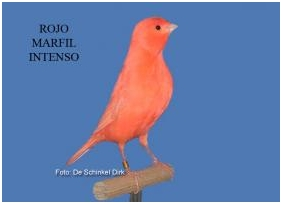 ROJO
MARFIL
INTENSO
Foto: De Schinkel Dirk